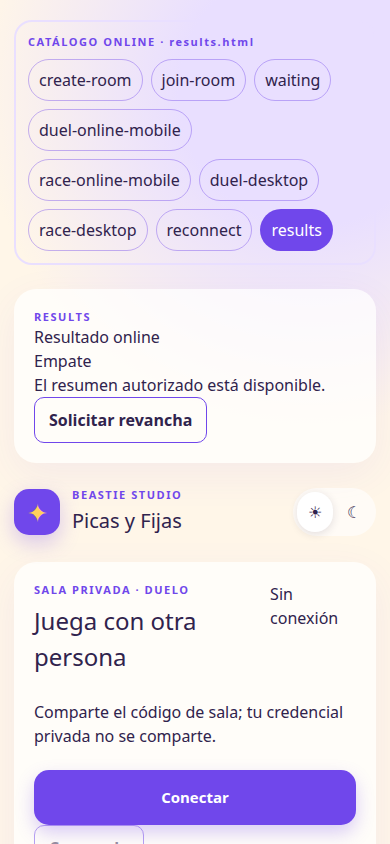 CATÁLOGO ONLINE · results.html
create-room join-room waiting
duel-online-mobile
race-online-mobile duel-desktop
race-desktop reconnect results
RESULTS
Resultado online
Empate
El resumen autorizado está disponible.
Solicitar revancha
BEASTIE STUDIO
Picas y Fijas
SALA PRIVADA · DUELO
Sin conexión
Juega con otra
persona
Comparte el código de sala; tu credencial
privada no se comparte.
Conectar